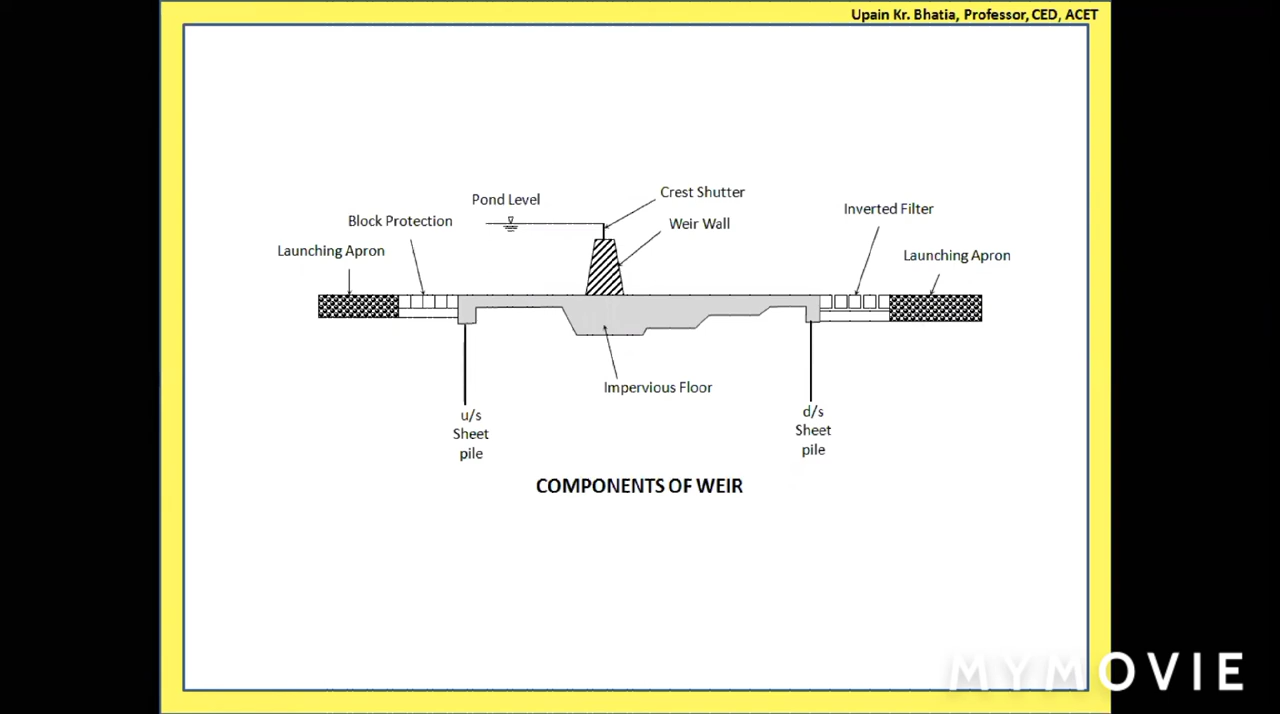 Upain Kr. Bhatia, Professor, CED, ACET
Crest Shutter
Pond Level
Inverted Filter
Block Protection
Weir Wall
Launching Apron
Launching Apron
Impervious Floor
u/s
Sheet
pile
d/s
Sheet
pile
COMPONENTS OF WEIR
MYMOVIE